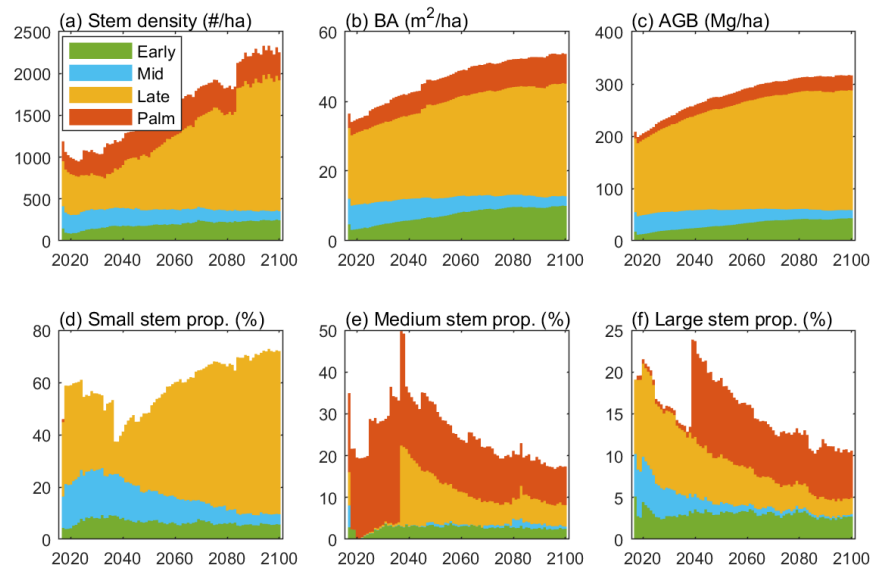 (a) Stem density (#/ha)
(b) BA (m²/ha)
(c) AGB (Mg/ha)
2500
2000
1500
1000
500
0
Early
Mid
Late
Palm
60
40
20
0
400
300
200
100
0
2020 2040 2060 2080 2100
2020 2040 2060 2080 2100
2020 2040 2060 2080 2100
(d) Small stem prop. (%)
(e) Medium stem prop. (%)
(f) Large stem prop. (%)
80
60
40
20
0
50
40
30
20
10
0
25
20
15
10
5
0
2020 2040 2060 2080 2100
2020 2040 2060 2080 2100
2020 2040 2060 2080 2100